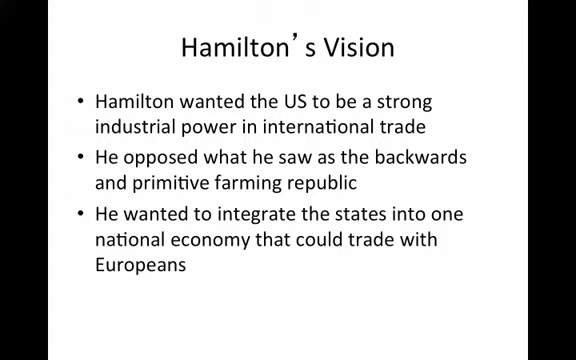 Hamilton’s Vision
• Hamilton wanted the US to be a strong
industrial power in international trade
• He opposed what he saw as the backwards
and primitive farming republic
• He wanted to integrate the states into one
national economy that could trade with
Europeans